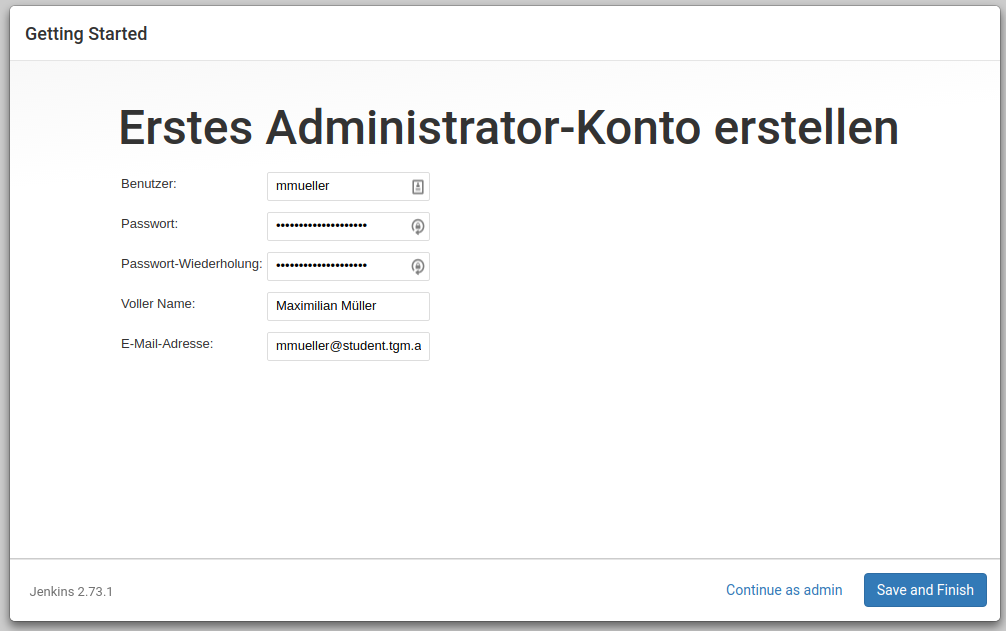 Getting Started
Erstes Administrator-Konto erstellen
Benutzer: mmueller
Passwort: ••••••••••••••••••••
Passwort-Wiederholung: ••••••••••••••••••••
Voller Name: Maximilian Müller
E-Mail-Adresse: mmueller@student.tgm.a
Jenkins 2.73.1 Continue as admin Save and Finish